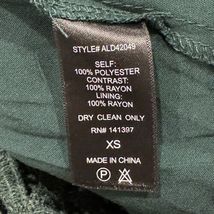 STYLE# ALD42049
SELF:
100% POLYESTER
CONTRAST:
100% RAYON
LINING:
100% RAYON
DRY CLEAN ONLY
RN# 141397
XS
MADE IN CHINA
P